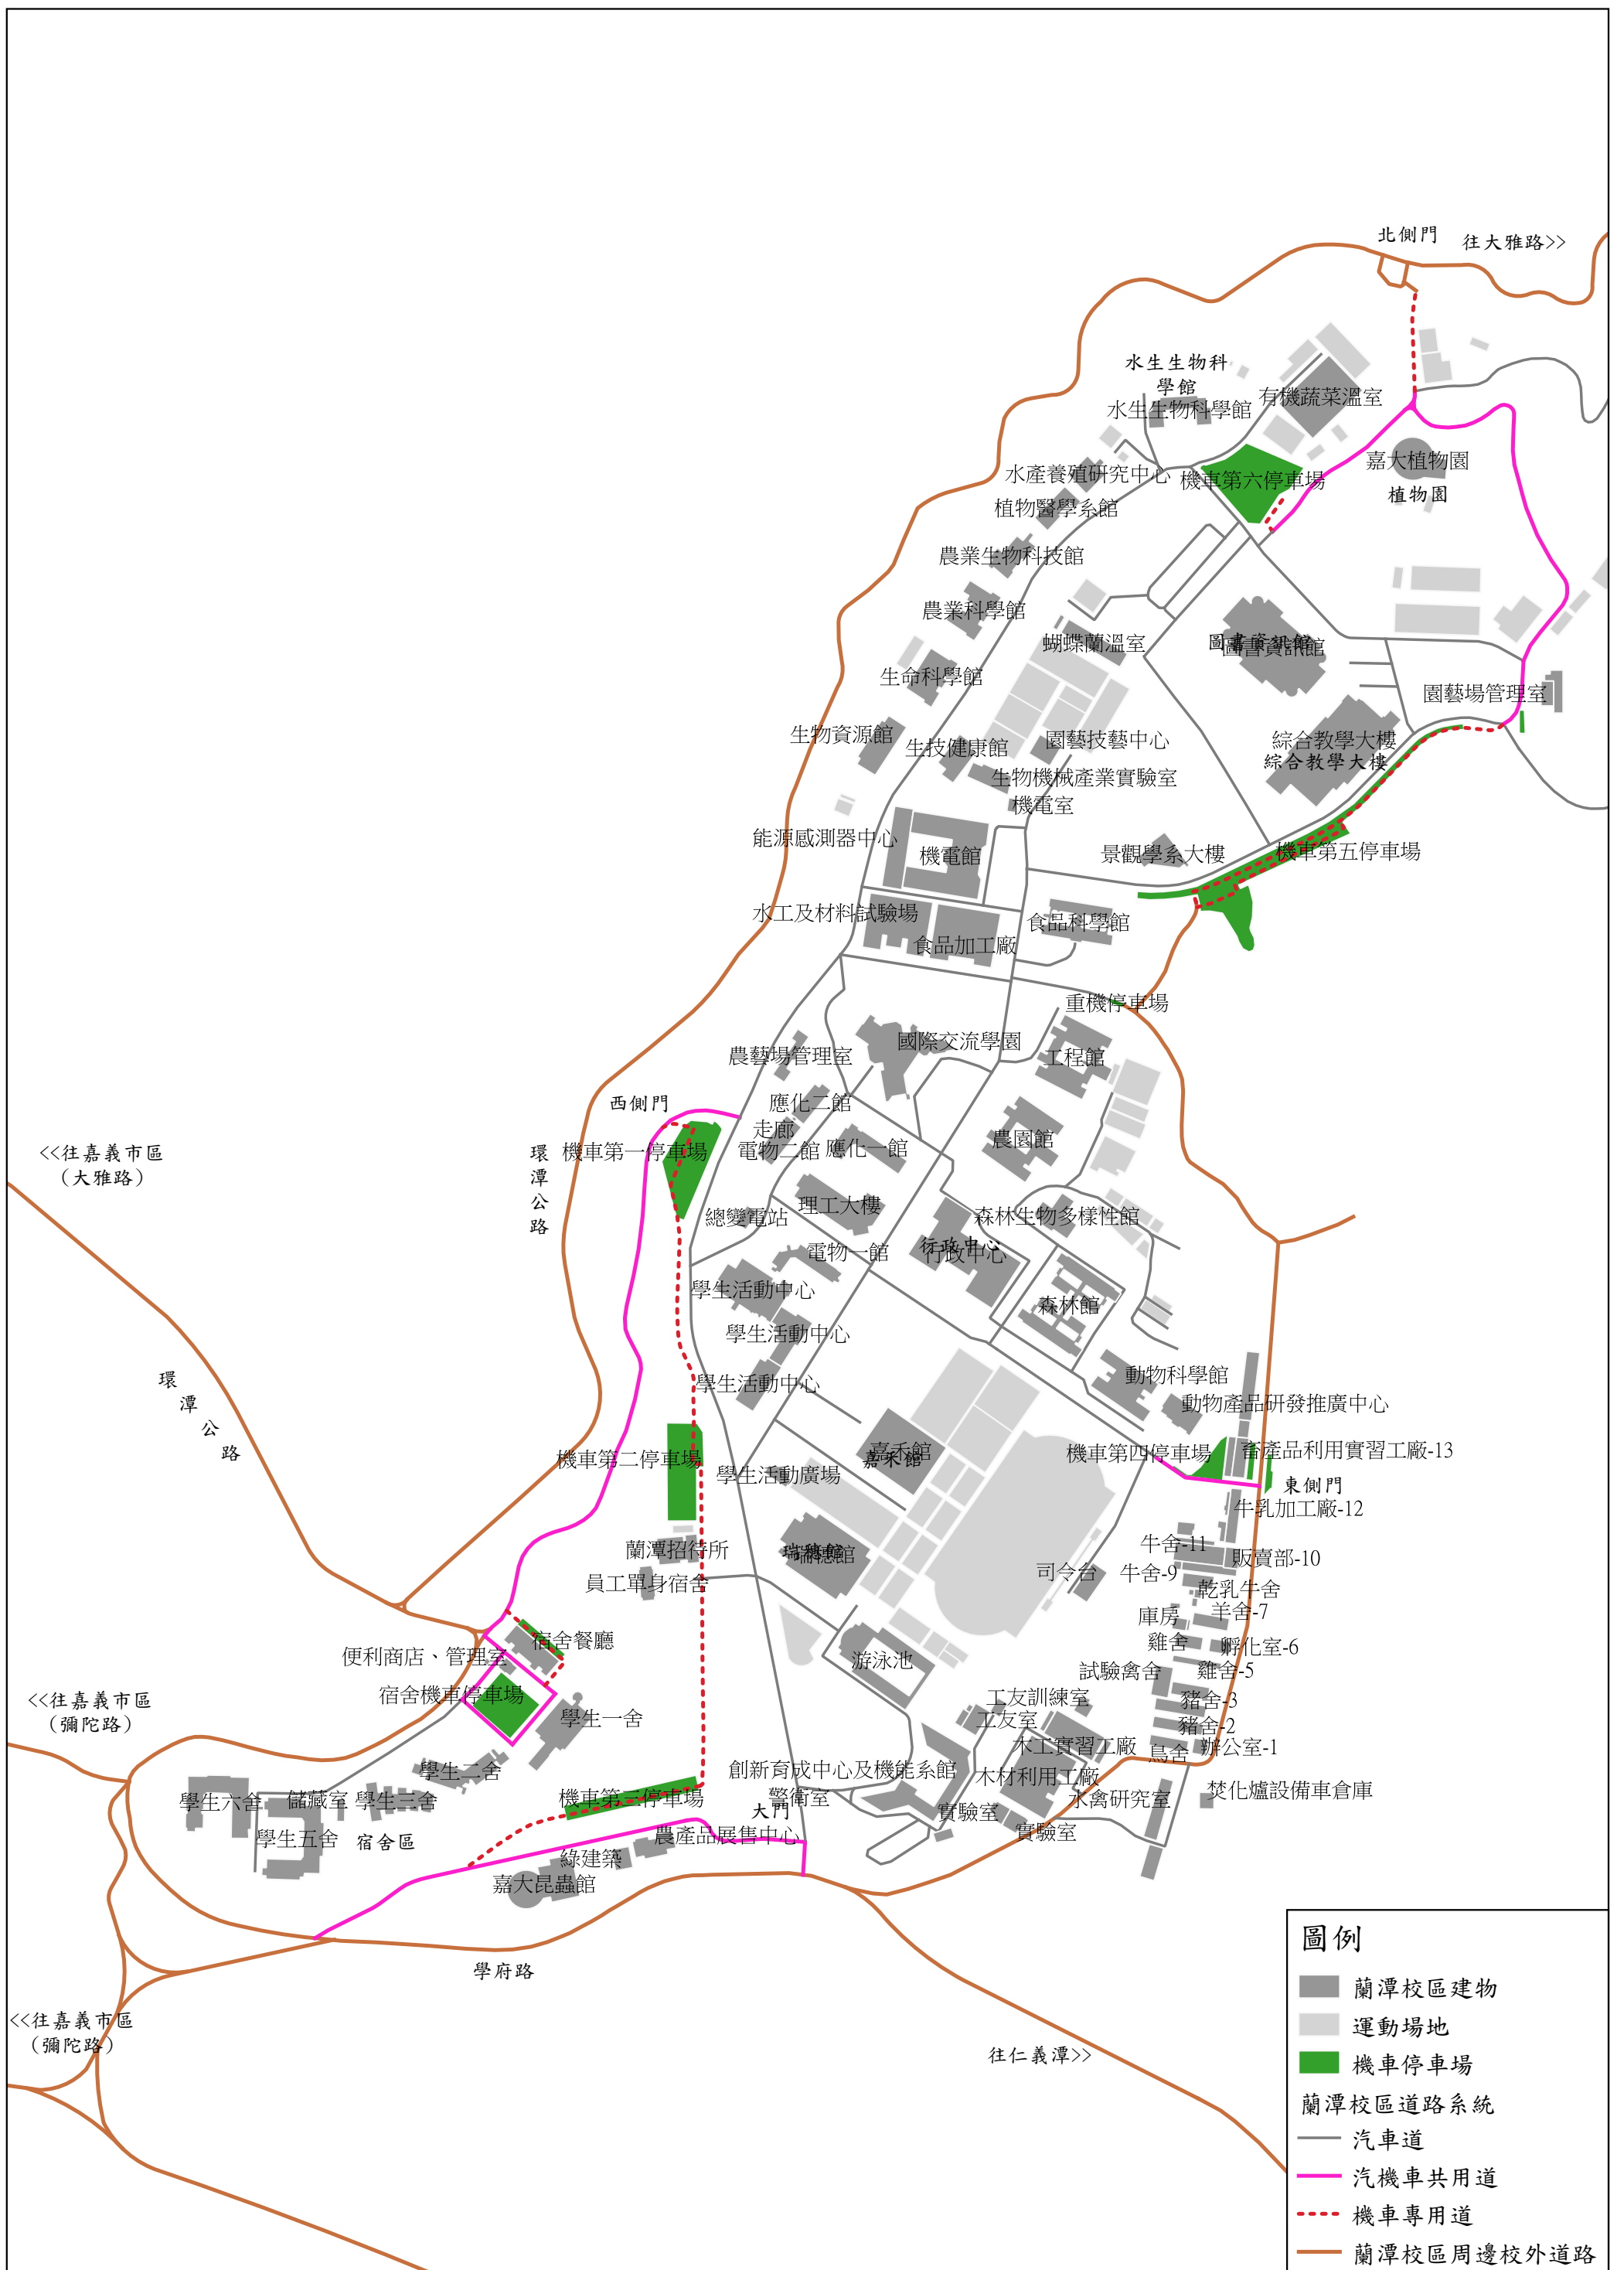 北側門
往大雅路>>
水生生物科
學館
水生生物科學館
有機蔬菜溫室
水產養殖研究中心
機車第六停車場
嘉大植物園
植物園
植物醫學系館
農業生物科技館
農業科學館
蝴蝶蘭溫室
圖書資訊館
圖書資訊館
生命科學館
園藝場管理室
生物資源館
生技健康館
園藝技藝中心
綜合教學大樓
綜合教學大樓
生物機械產業實驗室
機電室
能源感測器中心
機電館
景觀學系大樓
機車第五停車場
水工及材料試驗場
食品科學館
食品加工廠
重機停車場
國際交流學園
農藝場管理室
工程館
西側門
應化二館
走廊
電物二館
應化一館
農園館
機車第一停車場
<<往嘉義市區
(大雅路)
環潭公路
總變電站
理工大樓
森林生物多樣性館
行政中心
行政中心
電物一館
學生活動中心
森林館
學生活動中心
學生活動中心
動物科學館
動物產品研發推廣中心
環潭公路
機車第二停車場
學生活動廣場
嘉禾館
嘉禾館
機車第四停車場
畜產品利用實習工廠-13
東側門
牛乳加工廠-12
蘭潭招待所
瑞穗館
瑞穗館
牛舍-11
販賣部-10
員工單身宿舍
司令台
牛舍-9
乾乳牛舍
庫房
羊舍-7
宿舍餐廳
便利商店、管理室
游泳池
雞舍
孵化室-6
試驗禽舍
雞舍-5
宿舍機車停車場
<<往嘉義市區
(彌陀路)
學生一舍
工友訓練室
工友室
豬舍-3
豬舍-2
木工實習工廠
鳥舍
辦公室-1
學生二舍
創新育成中心及機能系館
木材利用工廠
學生六舍
儲藏室
學生三舍
機車第三停車場
警衛室
大門
水禽研究室
焚化爐設備車倉庫
實驗室
實驗室
學生五舍
宿舍區
農產品展售中心
綠建築
嘉大昆蟲館
學府路
<<往嘉義市區
(彌陀路)
往仁義潭>>
圖例
蘭潭校區建物
運動場地
機車停車場
蘭潭校區道路系統
汽車道
汽機車共用道
機車專用道
蘭潭校區周邊校外道路